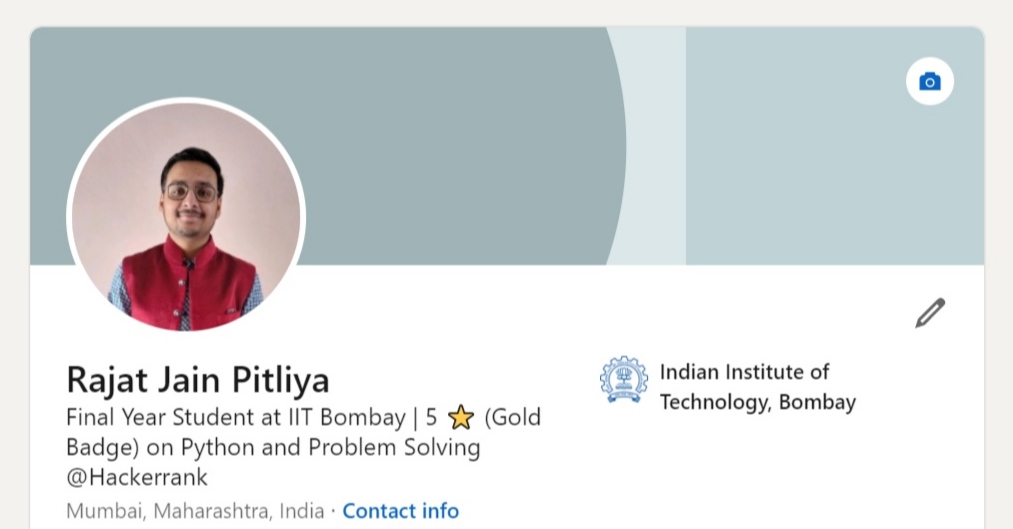 Rajat Jain Pitliya
Final Year Student at IIT Bombay | 5 ⭐ (Gold
Badge) on Python and Problem Solving
@Hackerrank
Mumbai, Maharashtra, India · Contact info
Indian Institute of
Technology, Bombay